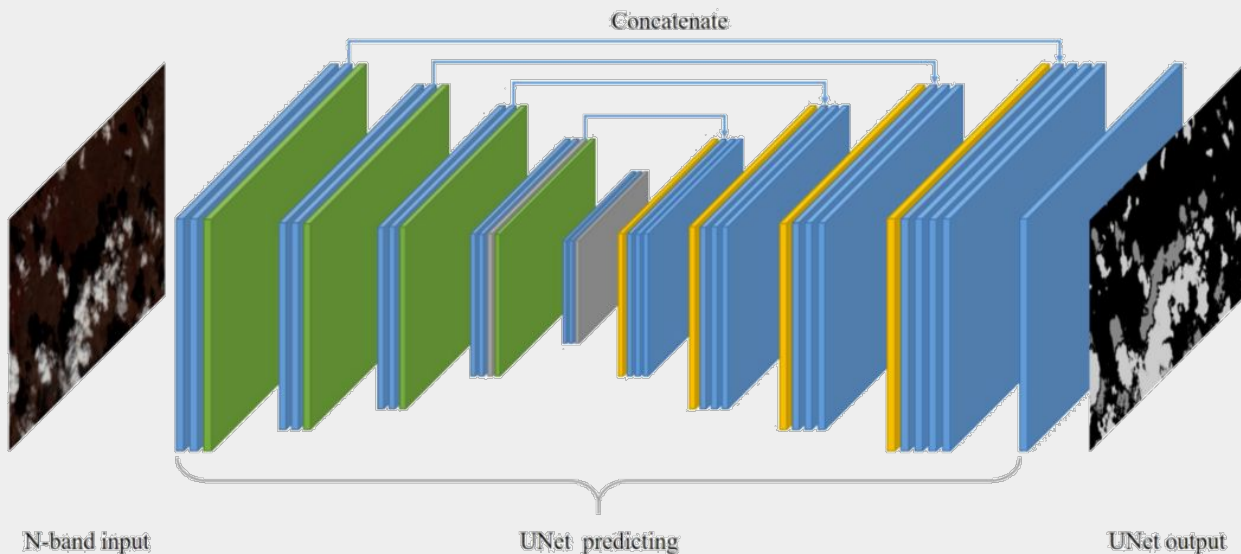 Concatenate
N-band input
UNet predicting
UNet output